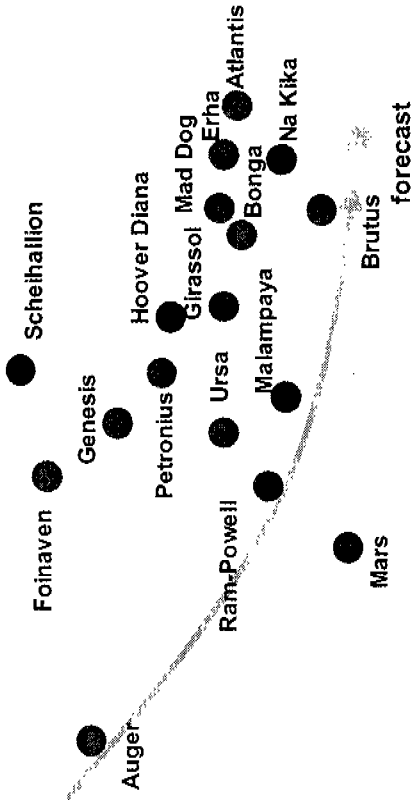 Scheihallion
Foinaven
Genesis
Hoover Diana
Petronius
Mad Dog
Girassol
Erha
Atlantis
Ursa
Bonga
Na Kika
Malampaya
Ram-Powell
Auger
Mars
Brutus
forecast